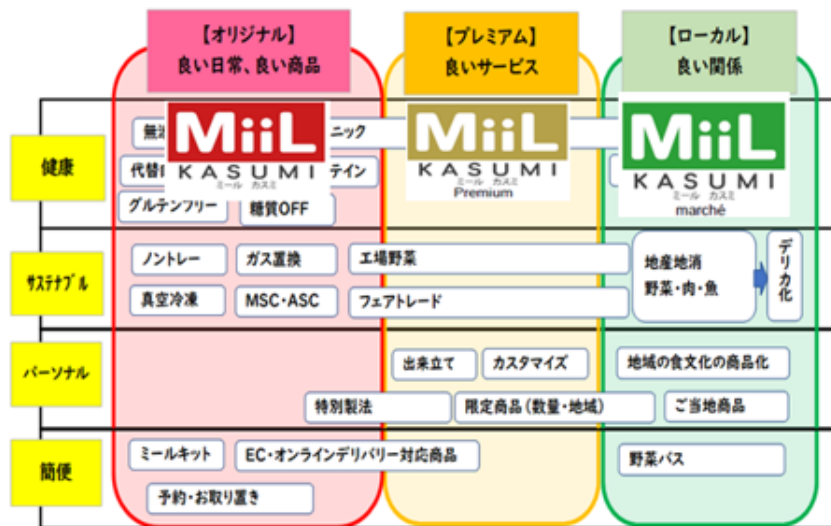 【オリジナル】
良い日常、良い商品
【プレミアム】
良いサービス
【ローカル】
良い関係
健康
MiiL
KASUMI
ミール カスミ
MiiL
KASUMI
ミール カスミ
Premium
MiiL
KASUMI
ミール カスミ
marché
グルテンフリー
糖質OFF
サステナブル
ノントレー
ガス置換
工場野菜
地産地消
野菜・肉・魚
デリカ化
真空冷凍
MSC・ASC
フェアトレード
パーソナル
出来立て
カスタマイズ
地域の食文化の商品化
特別製法
限定商品(数量・地域)
ご当地商品
簡便
ミールキット
EC・オンラインデリバリー対応商品
野菜バス
予約・お取り置き